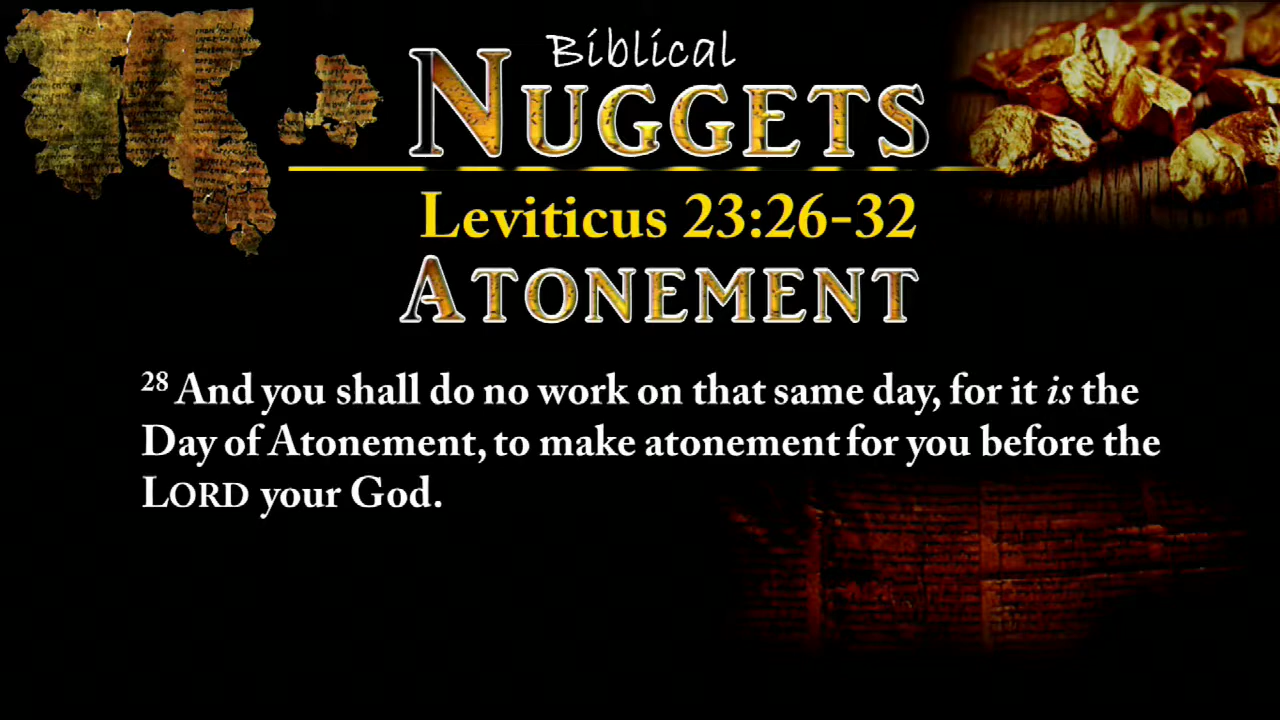 Biblical
NUGGETS
Leviticus 23:26-32
ATONEMENT
28 And you shall do no work on that same day, for it is the
Day of Atonement, to make atonement for you before the
LORD your God.